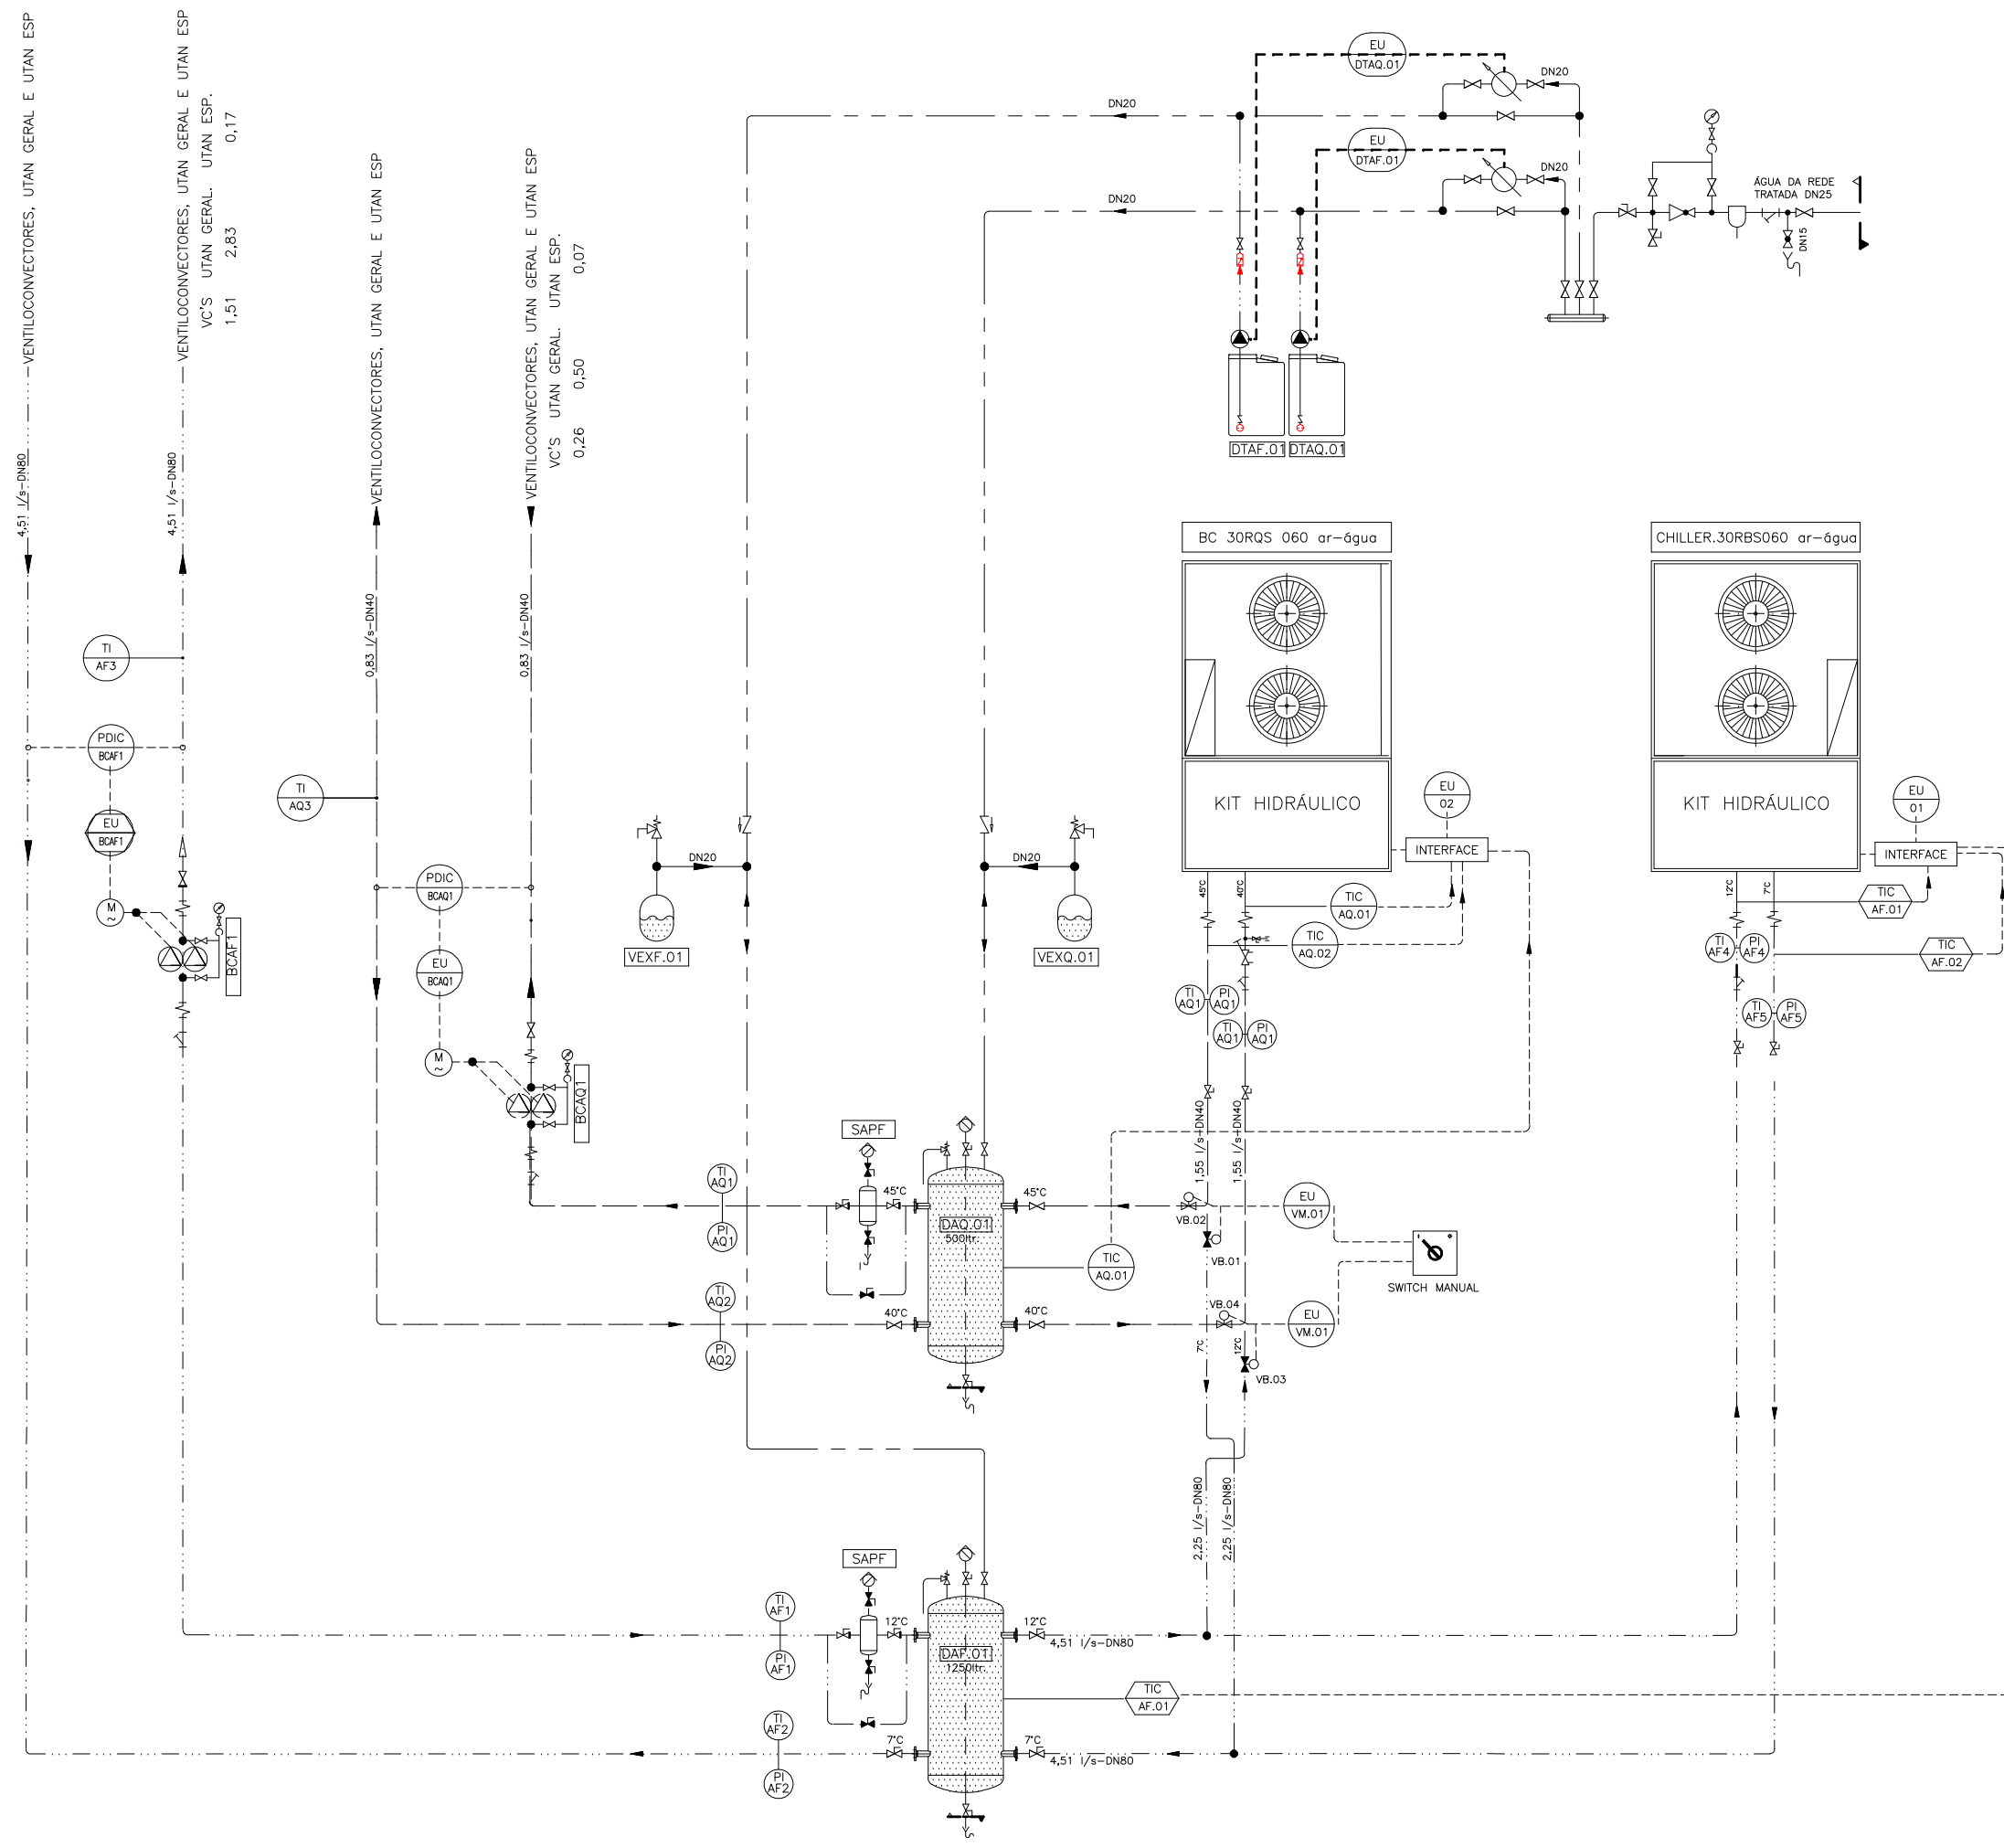 VENTILOCONVECTORES, UTAN GERAL E UTAN ESP
4,51 l/s-DN80
VENTILOCONVECTORES, UTAN GERAL E UTAN ESP
VC'S UTAN GERAL. UTAN ESP.
1,51 2,83 0,17
4,51 l/s-DN80
VENTILOCONVECTORES, UTAN GERAL E UTAN ESP
0,83 l/s-DN40
VENTILOCONVECTORES, UTAN GERAL E UTAN ESP
VC'S UTAN GERAL. UTAN ESP.
0,26 0,50 0,07
0,83 l/s-DN40
EU
DTAQ.01
DN20
DN20
EU
DTAF.01
DN20
DN20
ÁGUA DA REDE
TRATADA DN25
DN15
DTAF.01
DTAQ.01
BC 30RQS 060 ar-água
CHILLER.30RBS060 ar-água
KIT HIDRÁULICO
KIT HIDRÁULICO
EU
02
INTERFACE
EU
01
INTERFACE
TI
AF3
PDIC
BCAF1
EU
BCAF1
M
~
BCAF1
TI
AQ3
PDIC
BCAQ1
EU
BCAQ1
M
~
BCAQ1
DN20
VEXF.01
DN20
VEXQ.01
45°C
40°C
TIC
AQ.01
TIC
AQ.02
TI
AQ1
PI
AQ1
TI
AQ1
PI
AQ1
1,55 l/s-DN40
1,55 l/s-DN40
12°C
7°C
TIC
AF.01
TIC
AF.02
TI
AF4
PI
AF4
TI
AF5
PI
AF5
SAPF
TI
AQ1
PI
AQ1
45°C
45°C
DAQ.01
500ltr.
TIC
AQ.01
VB.02
VB.01
EU
VM.01
SWITCH MANUAL
TI
AQ2
PI
AQ2
40°C
40°C
VB.04
EU
VM.01
7°C
12°C
VB.03
2,25 l/s-DN80
2,25 l/s-DN80
SAPF
TI
AF1
PI
AF1
12°C
12°C
4,51 l/s-DN80
DAF.01
1250ltr.
TIC
AF.01
TI
AF2
PI
AF2
7°C
7°C
4,51 l/s-DN80